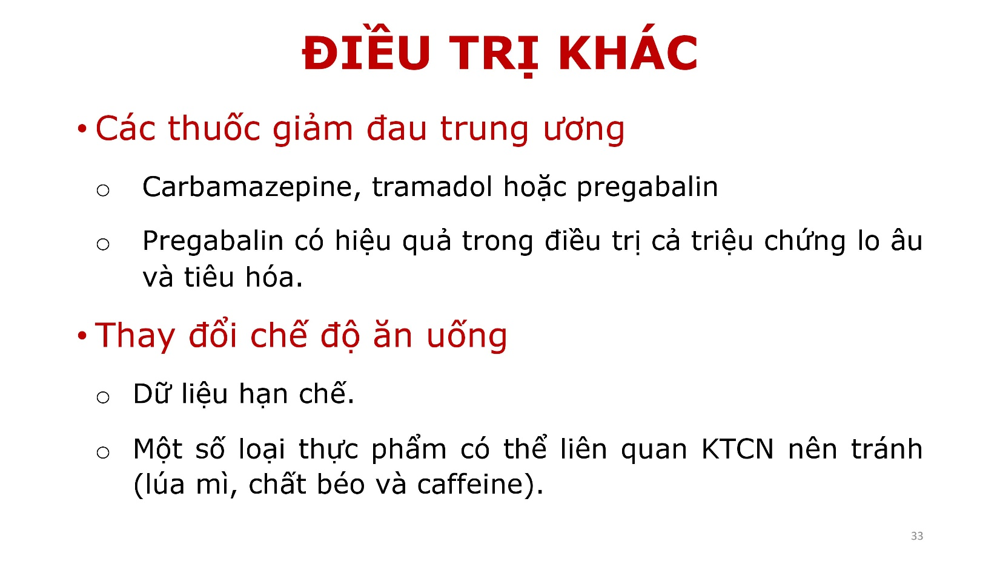 ĐIỀU TRỊ KHÁC
• Các thuốc giảm đau trung ương
o Carbamazepine, tramadol hoặc pregabalin
o Pregabalin có hiệu quả trong điều trị cả triệu chứng lo âu
và tiêu hóa.
• Thay đổi chế độ ăn uống
o Dữ liệu hạn chế.
o Một số loại thực phẩm có thể liên quan KTCN nên tránh
(lúa mì, chất béo và caffeine).
33